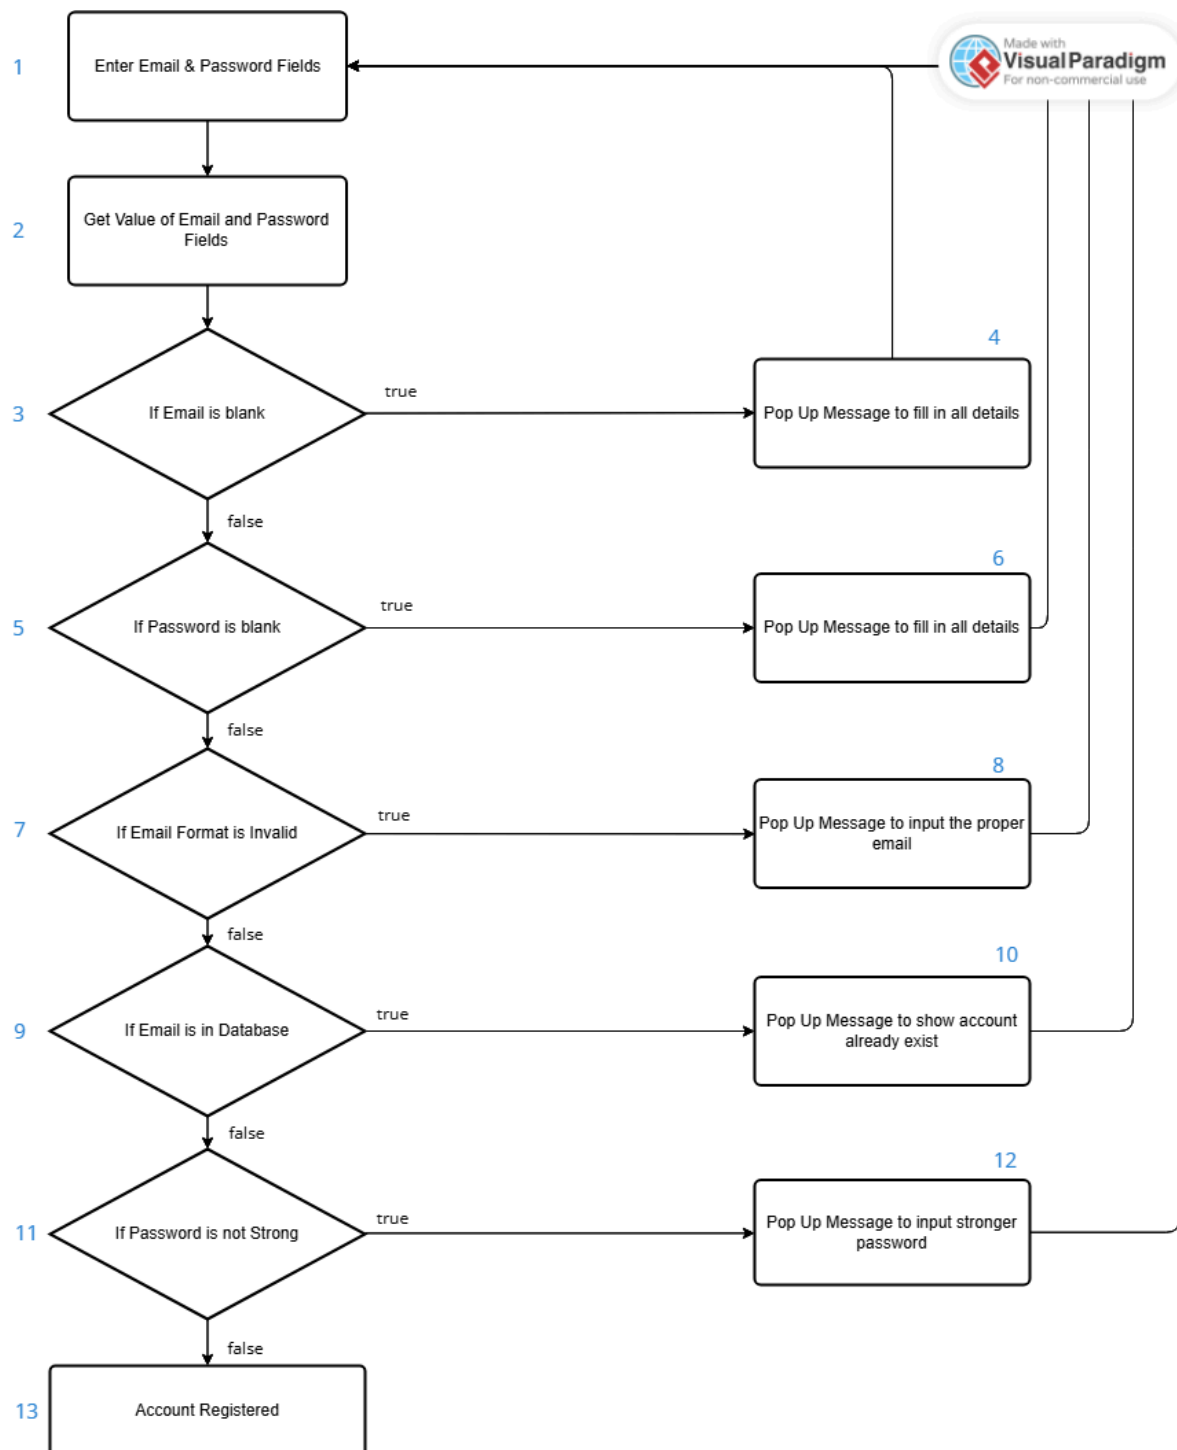 Made with
Visual Paradigm
For non-commercial use
1
Enter Email & Password Fields
2
Get Value of Email and Password
Fields
4
3
If Email is blank
true
Pop Up Message to fill in all details
false
6
5
If Password is blank
true
Pop Up Message to fill in all details
false
8
7
If Email Format is Invalid
true
Pop Up Message to input the proper
email
false
10
9
If Email is in Database
true
Pop Up Message to show account
already exist
false
12
11
If Password is not Strong
true
Pop Up Message to input stronger
password
false
13
Account Registered